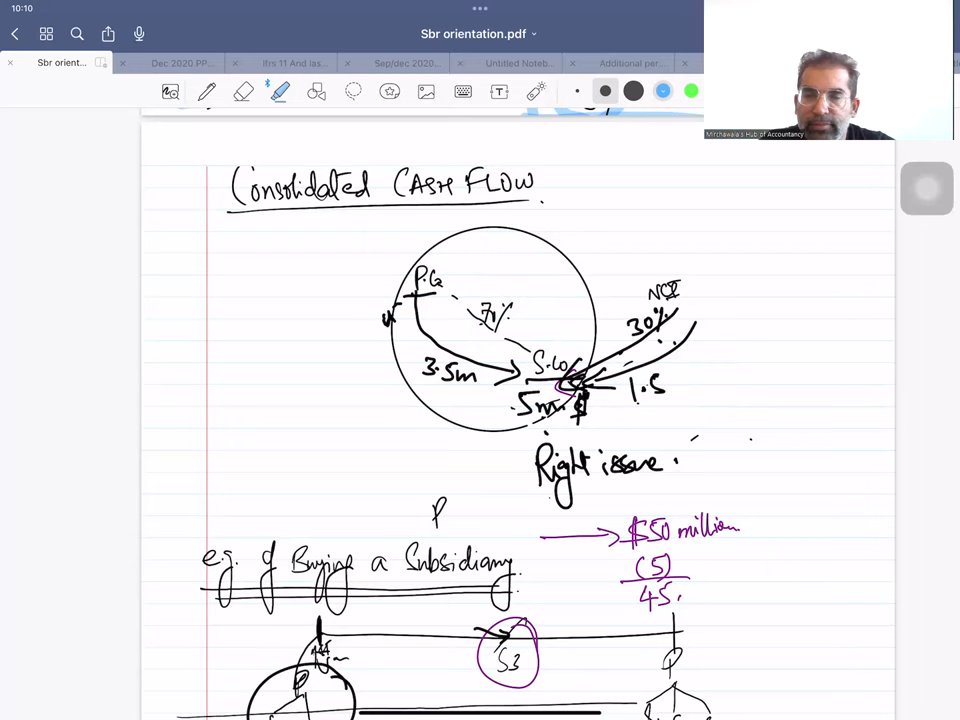 10:10
Sbr orientation.pdf
Sbr orient...
Dec 2020 PP...
Ifrs 11 And ias...
Sep/dec 2020...
Untitled Noteb...
Additional per...
Mirchawala's Hub of Accountancy
Consolidated CASH FLOW.
P.Co
70%
NCI
30%
S.Co
3.5m
1.5
5m
Right issue.
P
$50 million
e.g. of Buying a Subsidiary.
(5)
45.
S3
P
P